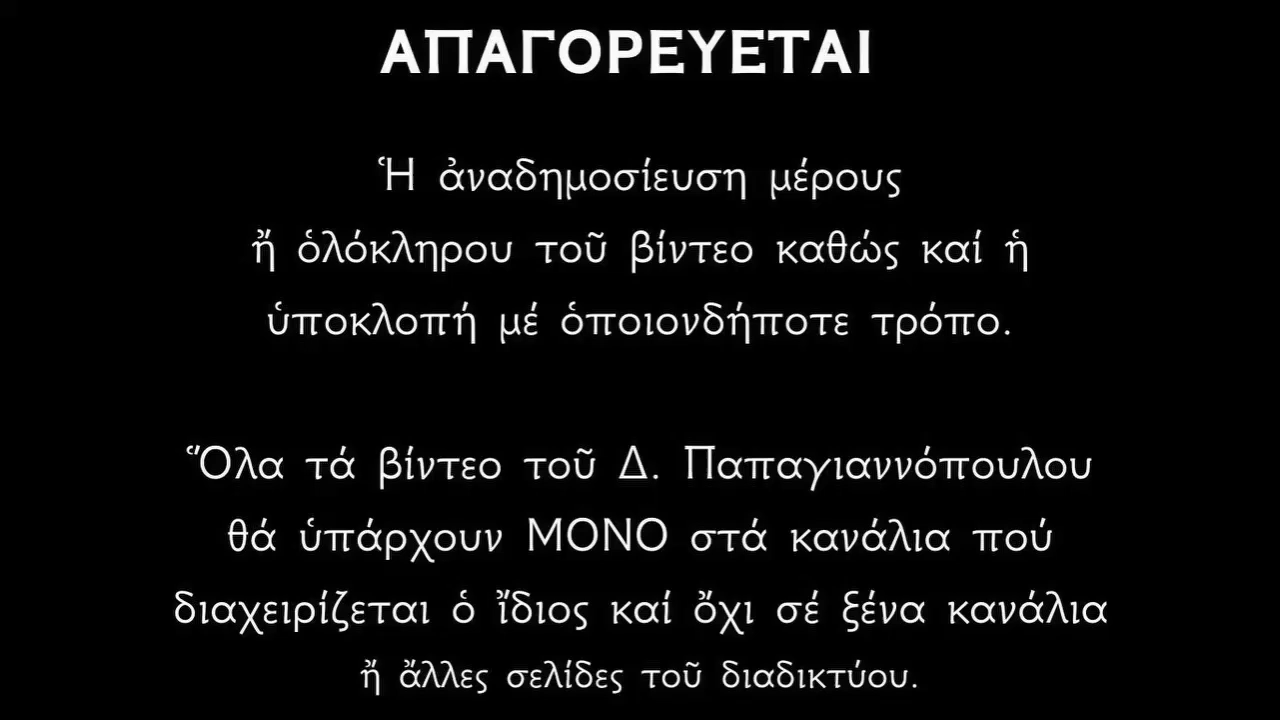 ΑΠΑΓΟΡΕΥΕΤΑΙ
Ἡ ἀναδημοσίευση μέρους
ἤ ὁλόκληρου τοῦ βίντεο καθώς καί ἡ
ὑποκλοπή μέ ὁποιονδήποτε τρόπο.
Ὅλα τά βίντεο τοῦ Δ. Παπαγιαννόπουλου
θά ὑπάρχουν ΜΟΝΟ στά κανάλια πού
διαχειρίζεται ὁ ἴδιος καί ὄχι σέ ξένα κανάλια
ἤ ἄλλες σελίδες τοῦ διαδικτύου.